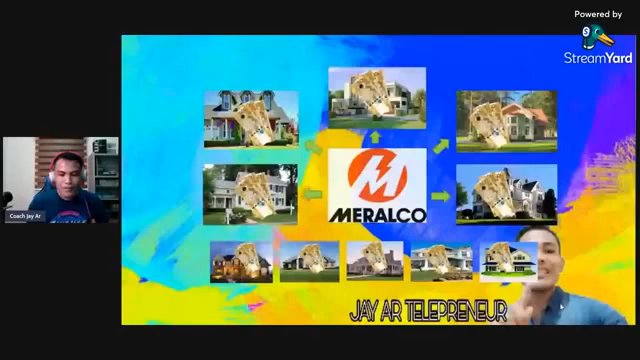 Powered by
StreamYard
MERALCO
Coach Jay Ar
JAY AR TELEPRENEUR